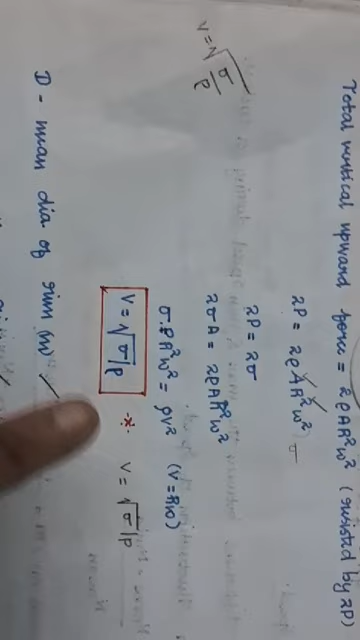 Total vertical upward force = 2ρAR²ω² (resisted by 2P)
V = √σ/ρ
2P = 2ρAR²ω²) σ
2P = 2σ
2σA = 2ρAR²ω²
σ = ρR²ω² = ρv² (V=Rω)
V = √σ/ρ * V = √σ/ρ
D - mean dia of rim (m) ✓